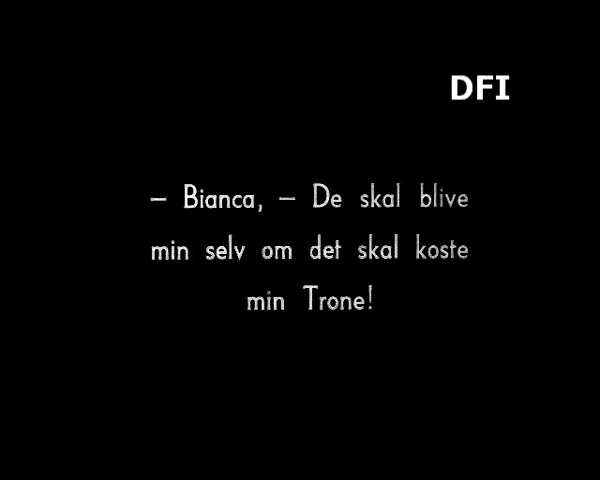 DFI
– Bianca, – De skal blive
min selv om det skal koste
min Trone!